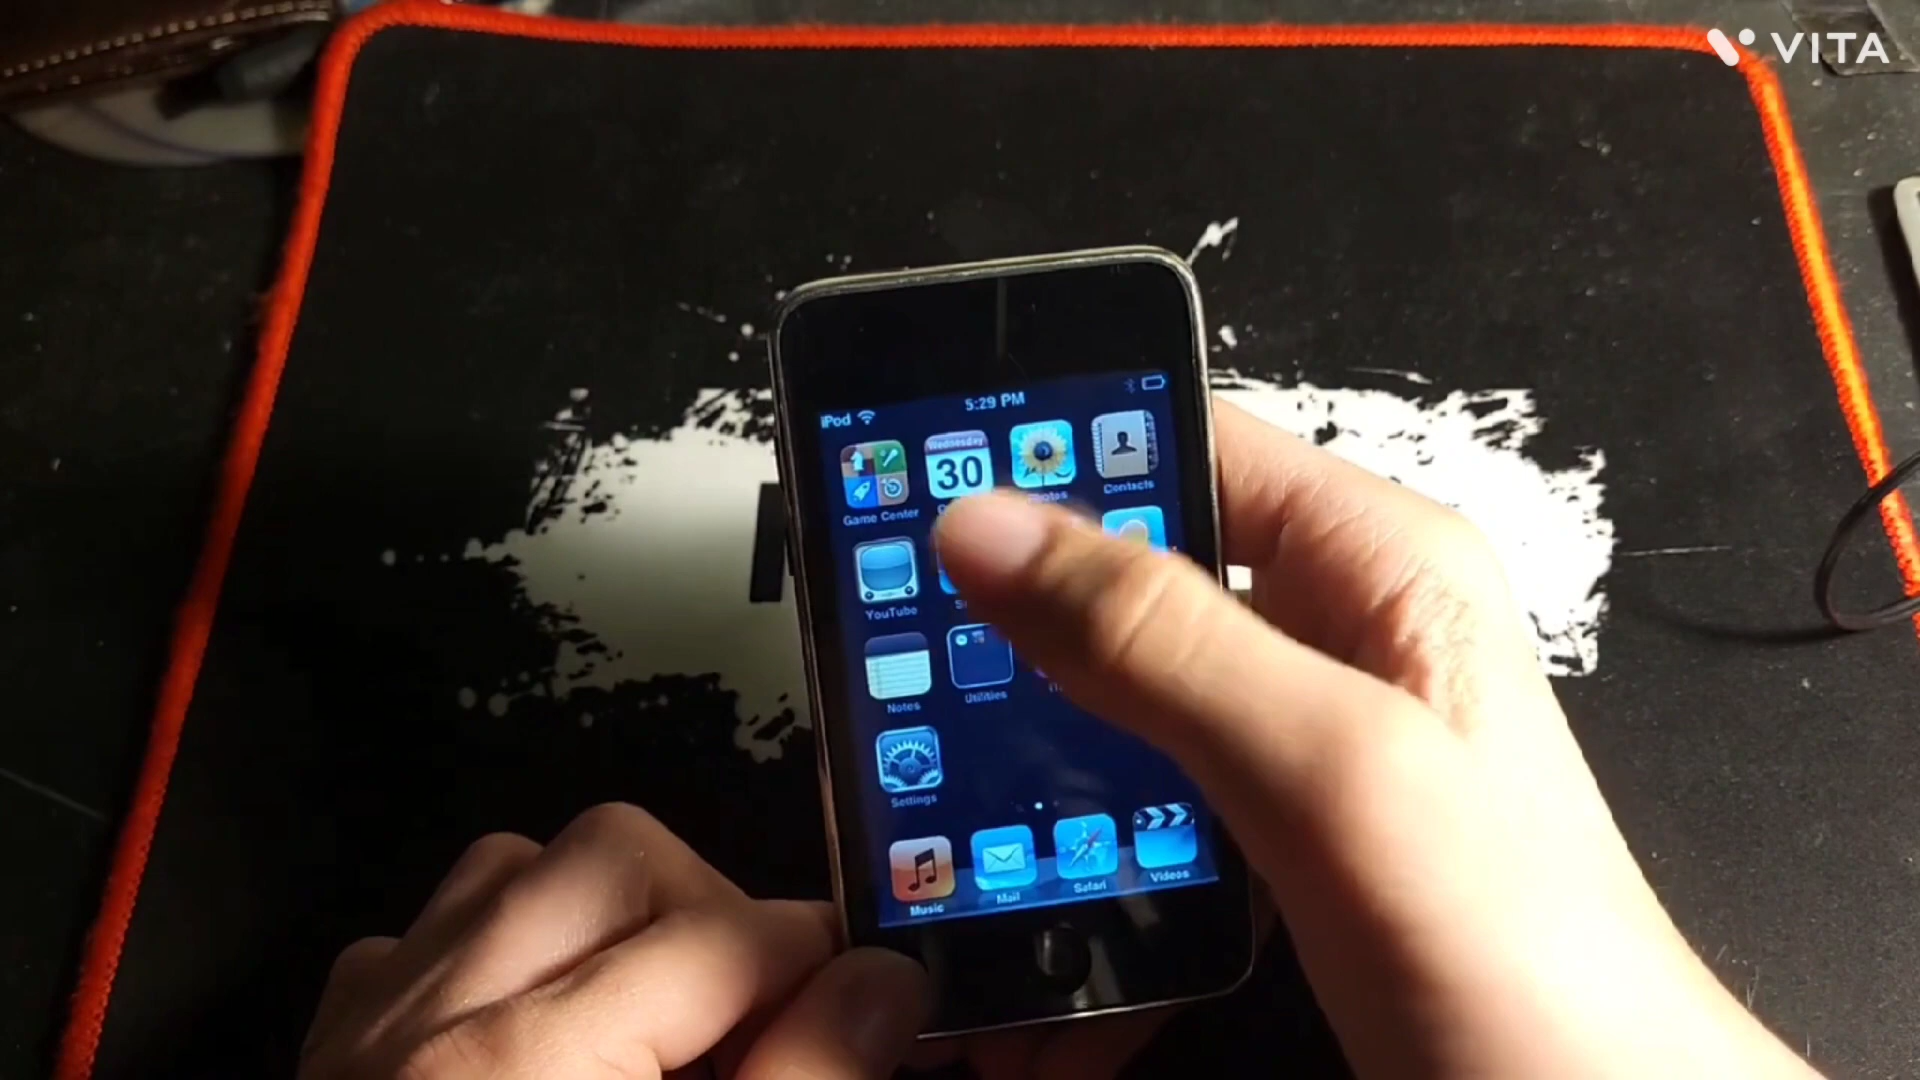 VITA
iPod
5:29 PM
Wednesday
30
Game Center
Contacts
YouTube
Notes
Utilities
Settings
Music
Mail
Safari
Videos